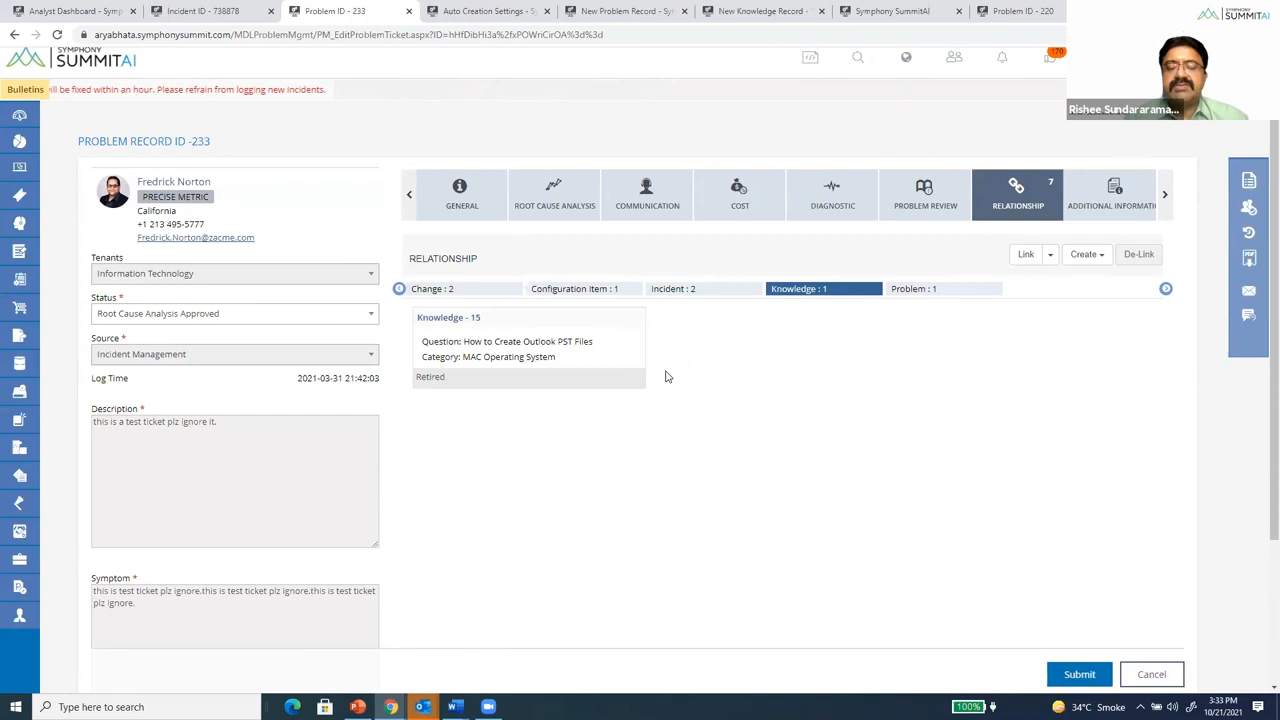 Analyst Dashboard - Symp
Incident ID - 738878
Problem ID - 233
Auto Creation Settings - Sy
New Problem Record - Sym
New Knowledge Record -
Symphony SummitAI
Problem ID - 220
aryabhata.symphonysummit.com/MDLProblemMgmt/PM_EditProblemTicket.aspx?ID=hHfDibHi3a%2fxPOWriCirOA%3d%3d
SYMPHONY SUMMITAI
SYMPHONY
SUMMITAI
170
Rishee Sundararama...
Bulletins
ill be fixed within an hour. Please refrain from logging new incidents.
PROBLEM RECORD ID -233
Fredrick Norton
PRECISE METRIC
California
+1 213 495-5777
Fredrick.Norton@zacme.com
Tenants
Information Technology
Status *
Root Cause Analysis Approved
Source *
Incident Management
Log Time 2021-03-31 21:42:03
Description *
this is a test ticket plz ignore it.
Symptom *
this is test ticket plz ignore.this is test ticket plz ignore.this is test ticket
plz ignore.
GENERAL
ROOT CAUSE ANALYSIS
COMMUNICATION
COST
DIAGNOSTIC
PROBLEM REVIEW
7
RELATIONSHIP
ADDITIONAL INFORMATI
RELATIONSHIP
Link
Create
De-Link
Change : 2
Configuration Item : 1
Incident : 2
Knowledge : 1
Problem : 1
Knowledge - 15
Question: How to Create Outlook PST Files
Category: MAC Operating System
Retired
PDF
Submit
Cancel
Type here to search
100%
34°C Smoke
3:33 PM
10/21/2021